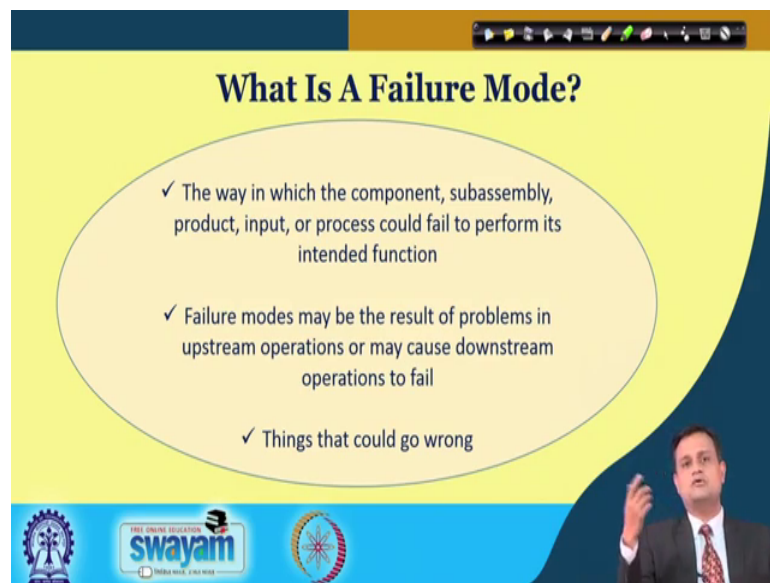 What Is A Failure Mode?
✓ The way in which the component, subassembly,
product, input, or process could fail to perform its
intended function
✓ Failure modes may be the result of problems in
upstream operations or may cause downstream
operations to fail
✓ Things that could go wrong
FREE ONLINE EDUCATION
swayam